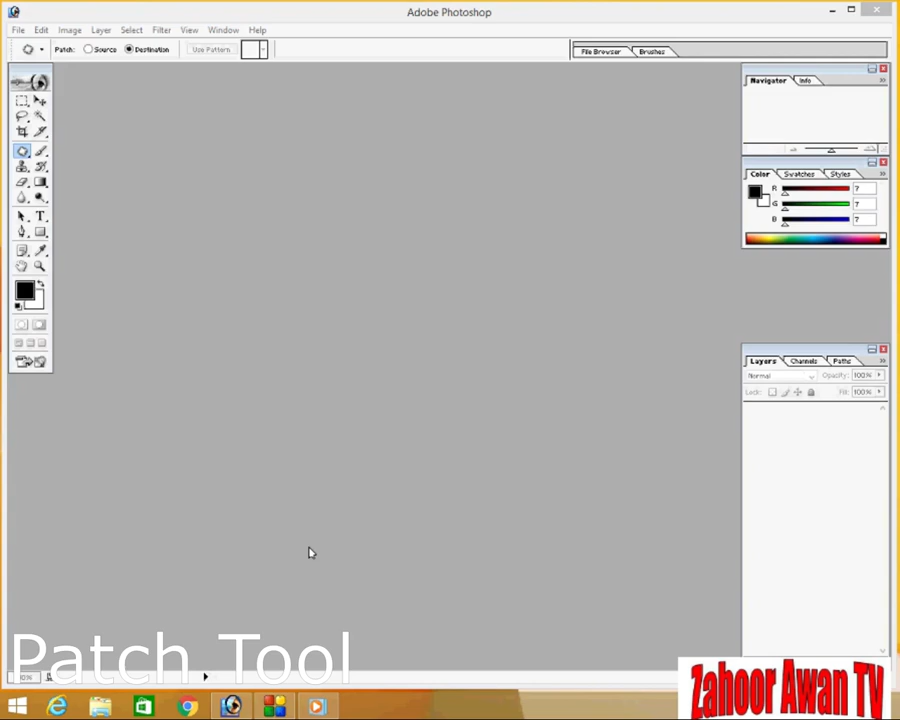 Adobe Photoshop
File Edit Image Layer Select Filter View Window Help
Patch: Source Destination Use Pattern File Browser Brushes
Navigator Info
Color Swatches Styles
R ?
G ?
B ?
Layers Channels Paths
Normal Opacity: 100%
Lock: Fill: 100%
T
Patch Tool
Zahoor Awan TV